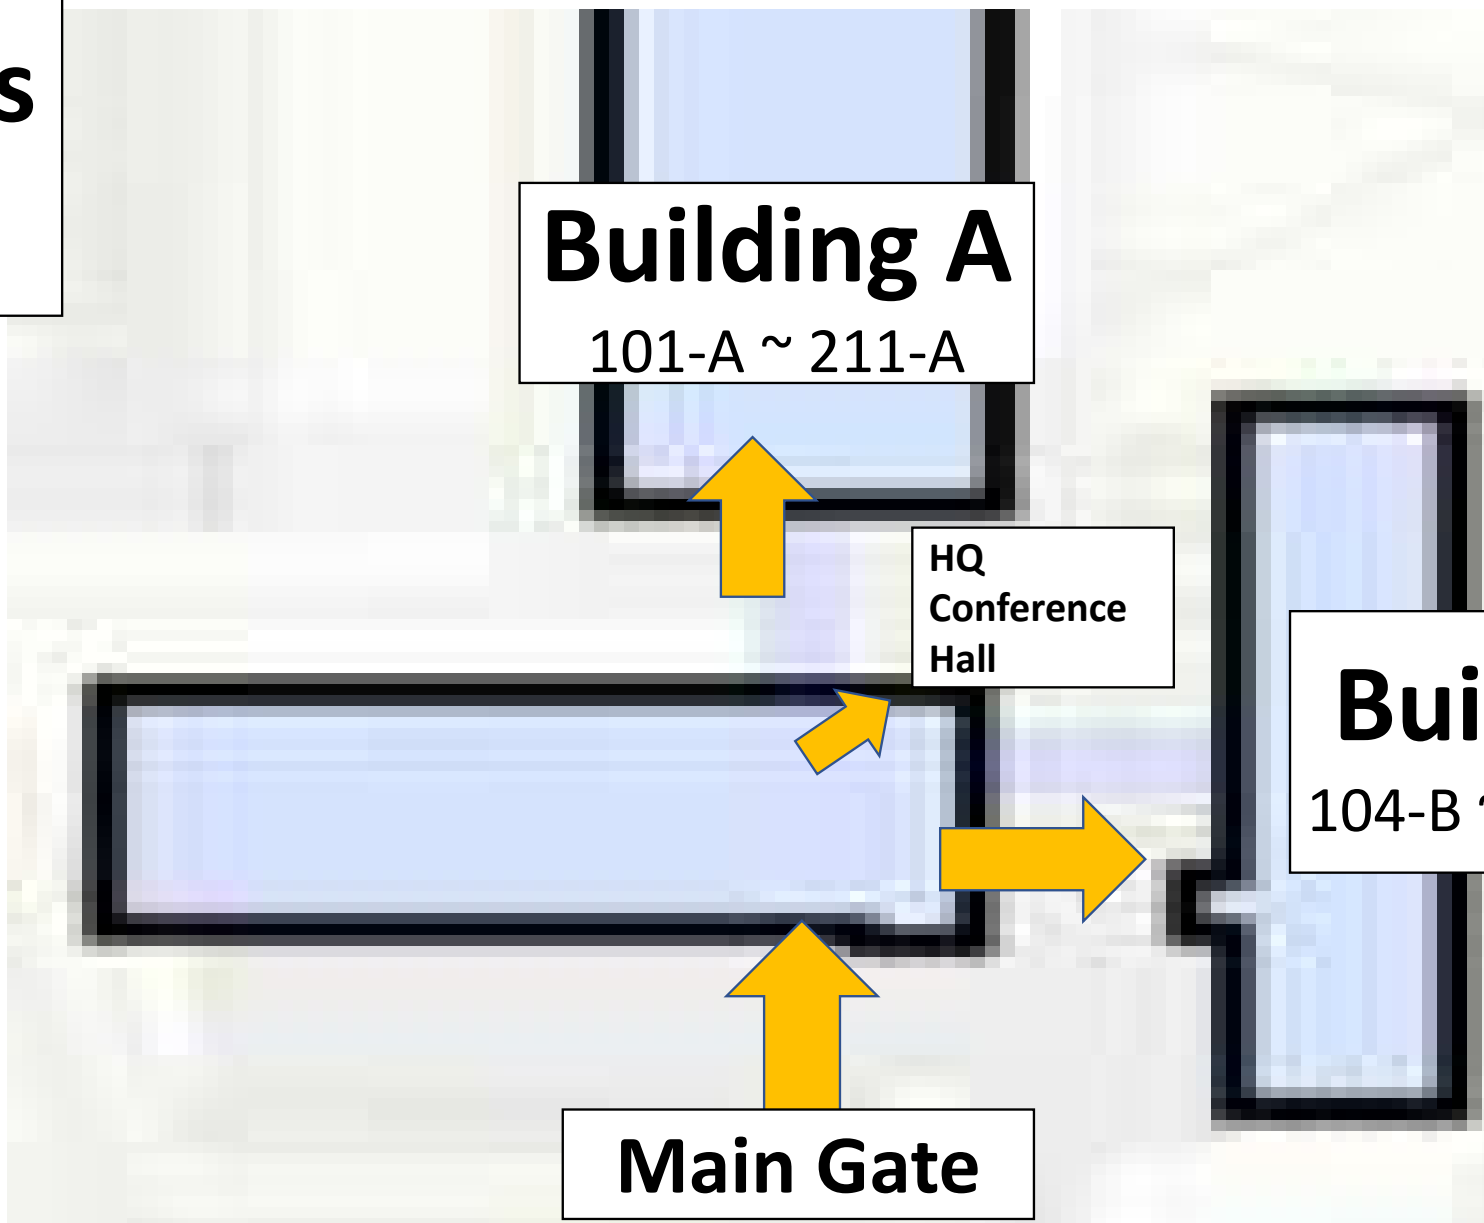 s
Building A
101-A ~ 211-A
HQ
Conference
Hall
Bui
104-B ~
Main Gate